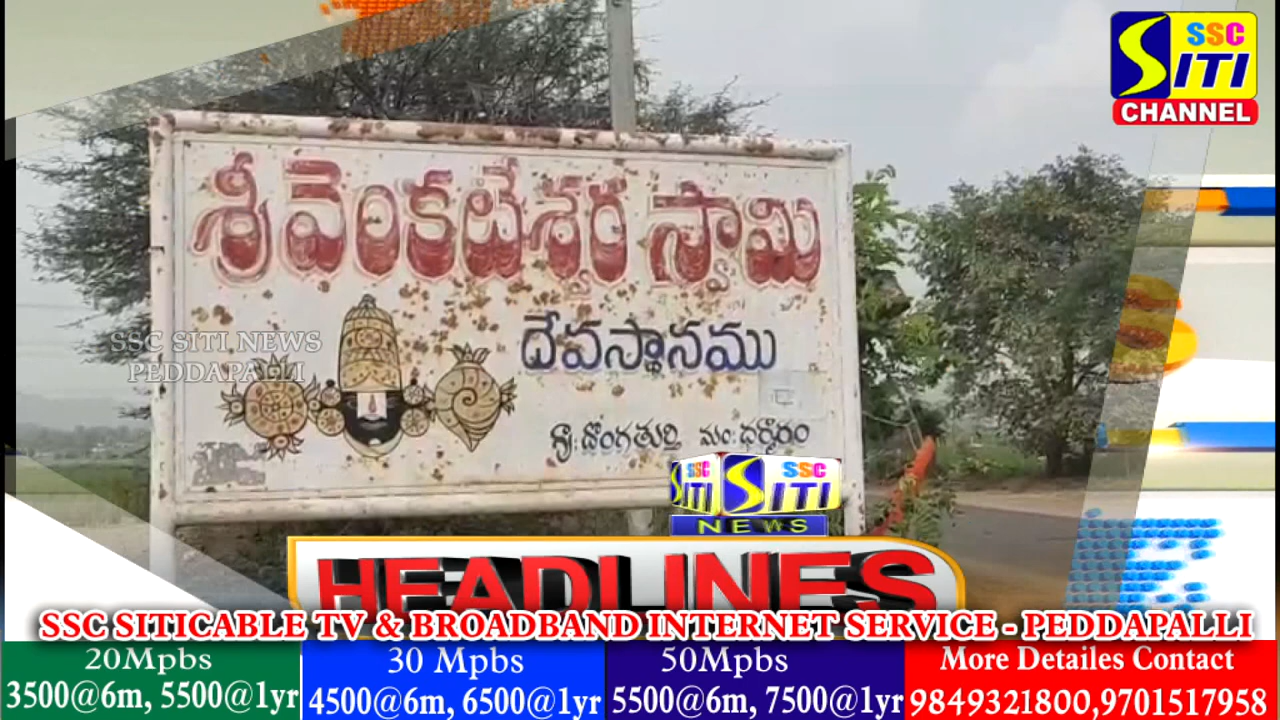 SSC
SITI
CHANNEL
శ్రీ వెంకటేశ్వర స్వామి
దేవస్థానము
గ్రా: దొంగతుర్తి మం: ధర్మారం
SSC SITI NEWS
PEDDAPALLI
SSC SITI
SSC SITI
NEWS
HEADLINES
SSC SITICABLE TV & BROADBAND INTERNET SERVICE - PEDDAPALLI
20Mpbs
3500@6m, 5500@1yr
30 Mpbs
4500@6m, 6500@1yr
50Mpbs
5500@6m, 7500@1yr
More Detailes Contact
9849321800,9701517958